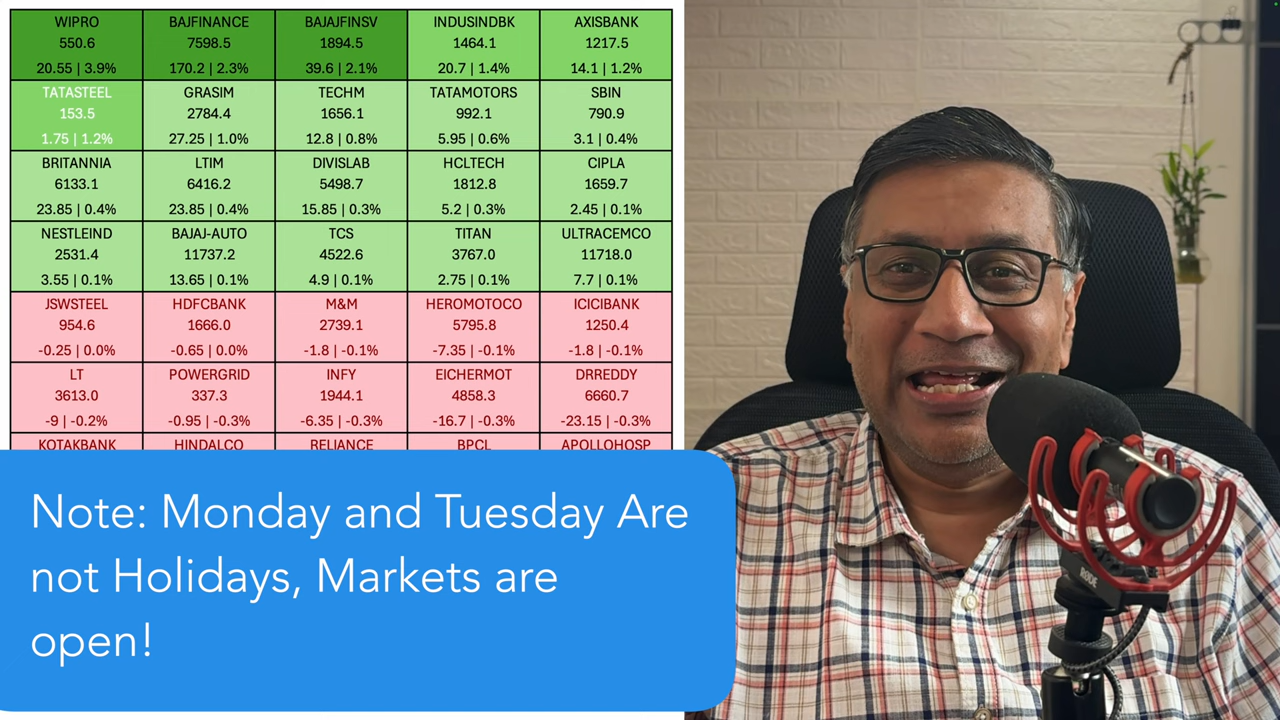 WIPRO BAJFINANCE BAJAJFINSV INDUSINDBK AXISBANK
550.6 7598.5 1894.5 1464.1 1217.5
20.55 | 3.9% 170.2 | 2.3% 39.6 | 2.1% 20.7 | 1.4% 14.1 | 1.2%
TATASTEEL GRASIM TECHM TATAMOTORS SBIN
153.5 2784.4 1656.1 992.1 790.9
1.75 | 1.2% 27.25 | 1.0% 12.8 | 0.8% 5.95 | 0.6% 3.1 | 0.4%
BRITANNIA LTIM DIVISLAB HCLTECH CIPLA
6133.1 6416.2 5498.7 1812.8 1659.7
23.85 | 0.4% 23.85 | 0.4% 15.85 | 0.3% 5.2 | 0.3% 2.45 | 0.1%
NESTLEIND BAJAJ-AUTO TCS TITAN ULTRACEMCO
2531.4 11737.2 4522.6 3767.0 11718.0
3.55 | 0.1% 13.65 | 0.1% 4.9 | 0.1% 2.75 | 0.1% 7.7 | 0.1%
JSWSTEEL HDFCBANK M&M HEROMOTOCO ICICIBANK
954.6 1666.0 2739.1 5795.8 1250.4
-0.25 | 0.0% -0.65 | 0.0% -1.8 | -0.1% -7.35 | -0.1% -1.8 | -0.1%
LT POWERGRID INFY EICHERMOT DRREDDY
3613.0 337.3 1944.1 4858.3 6660.7
-9 | -0.2% -0.95 | -0.3% -6.35 | -0.3% -16.7 | -0.3% -23.15 | -0.3%
KOTAKBANK HINDALCO RELIANCE BPCL APOLLOHOSP
Note: Monday and Tuesday Are
not Holidays, Markets are
open!
RØDE